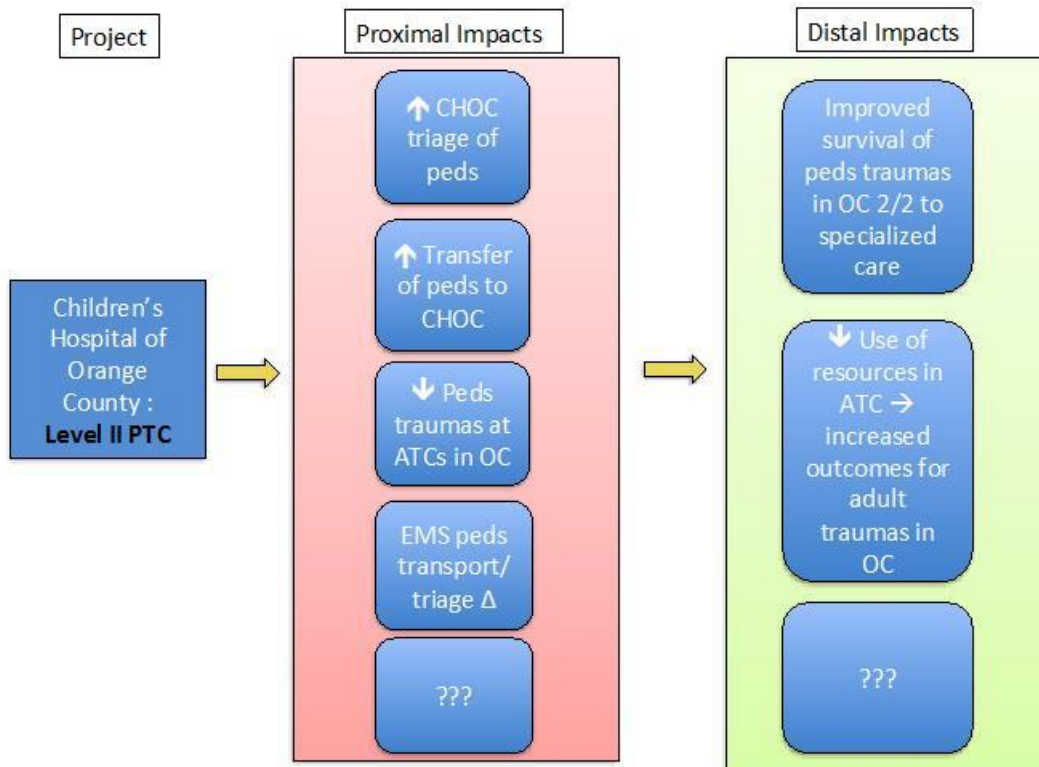 Project
Proximal Impacts
Distal Impacts
Children's
Hospital of
Orange
County :
Level II PTC
↑ CHOC
triage of
peds
↑ Transfer
of peds to
CHOC
↓ Peds
traumas at
ATCs in OC
EMS peds
transport/
triage Δ
???
Improved
survival of
peds traumas
in OC 2/2 to
specialized
care
↓ Use of
resources in
ATC →
increased
outcomes for
adult
traumas in
OC
???